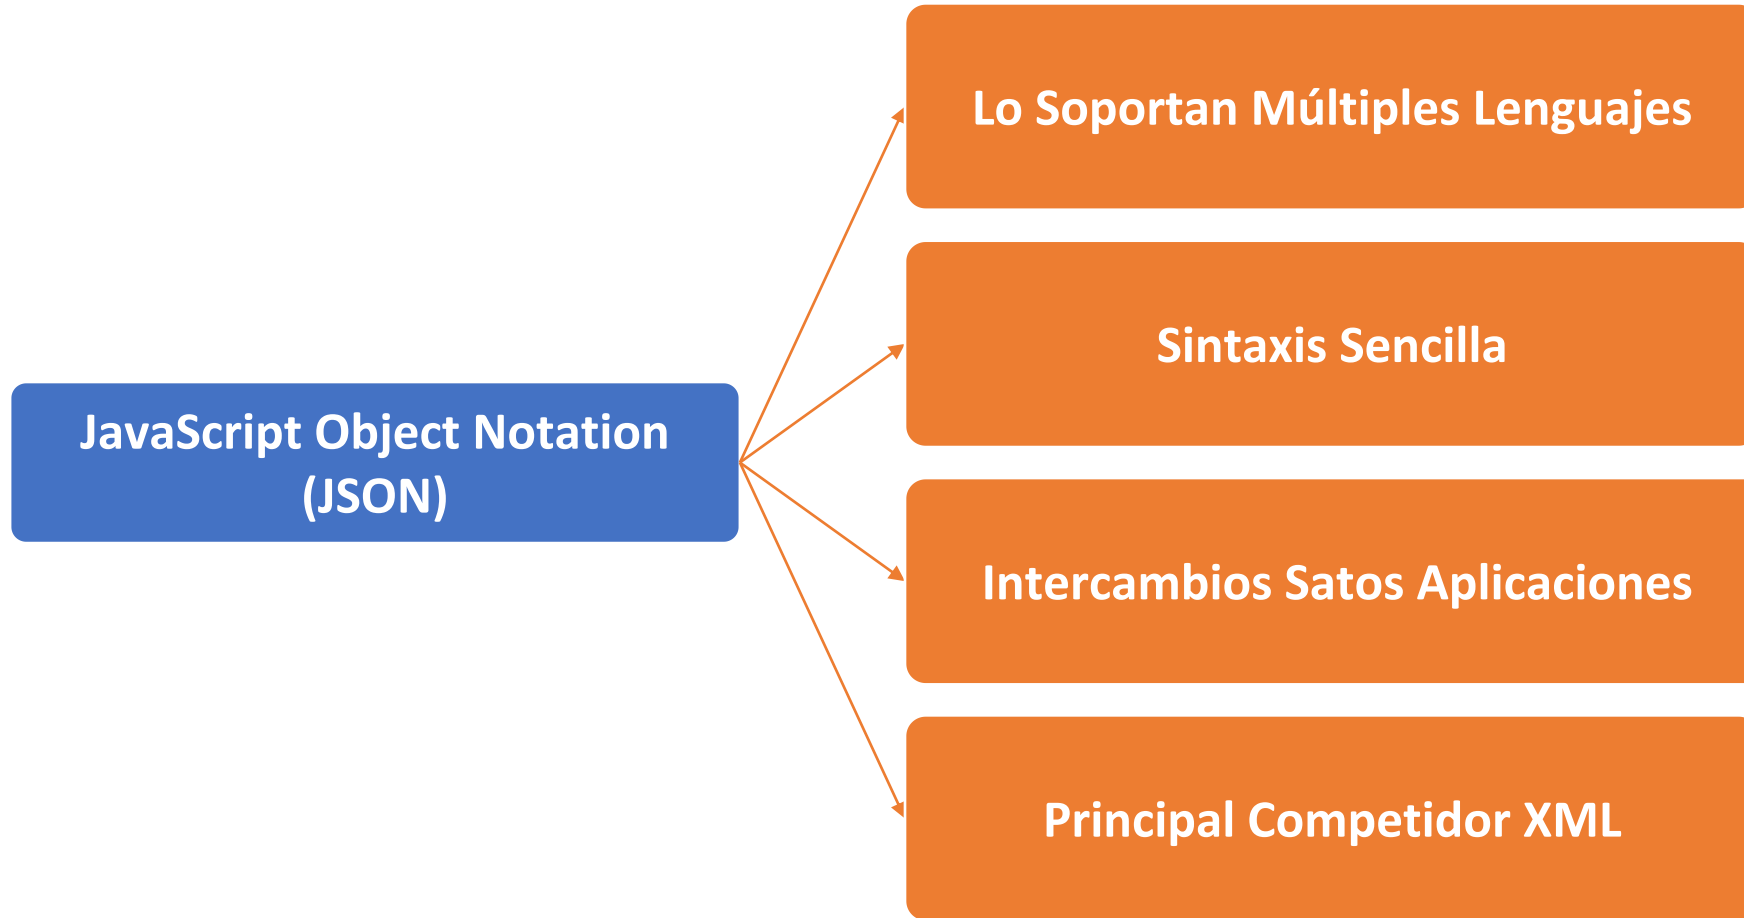 Lo Soportan Múltiples Lenguajes
Sintaxis Sencilla
JavaScript Object Notation
(JSON)
Intercambios Satos Aplicaciones
Principal Competidor XML